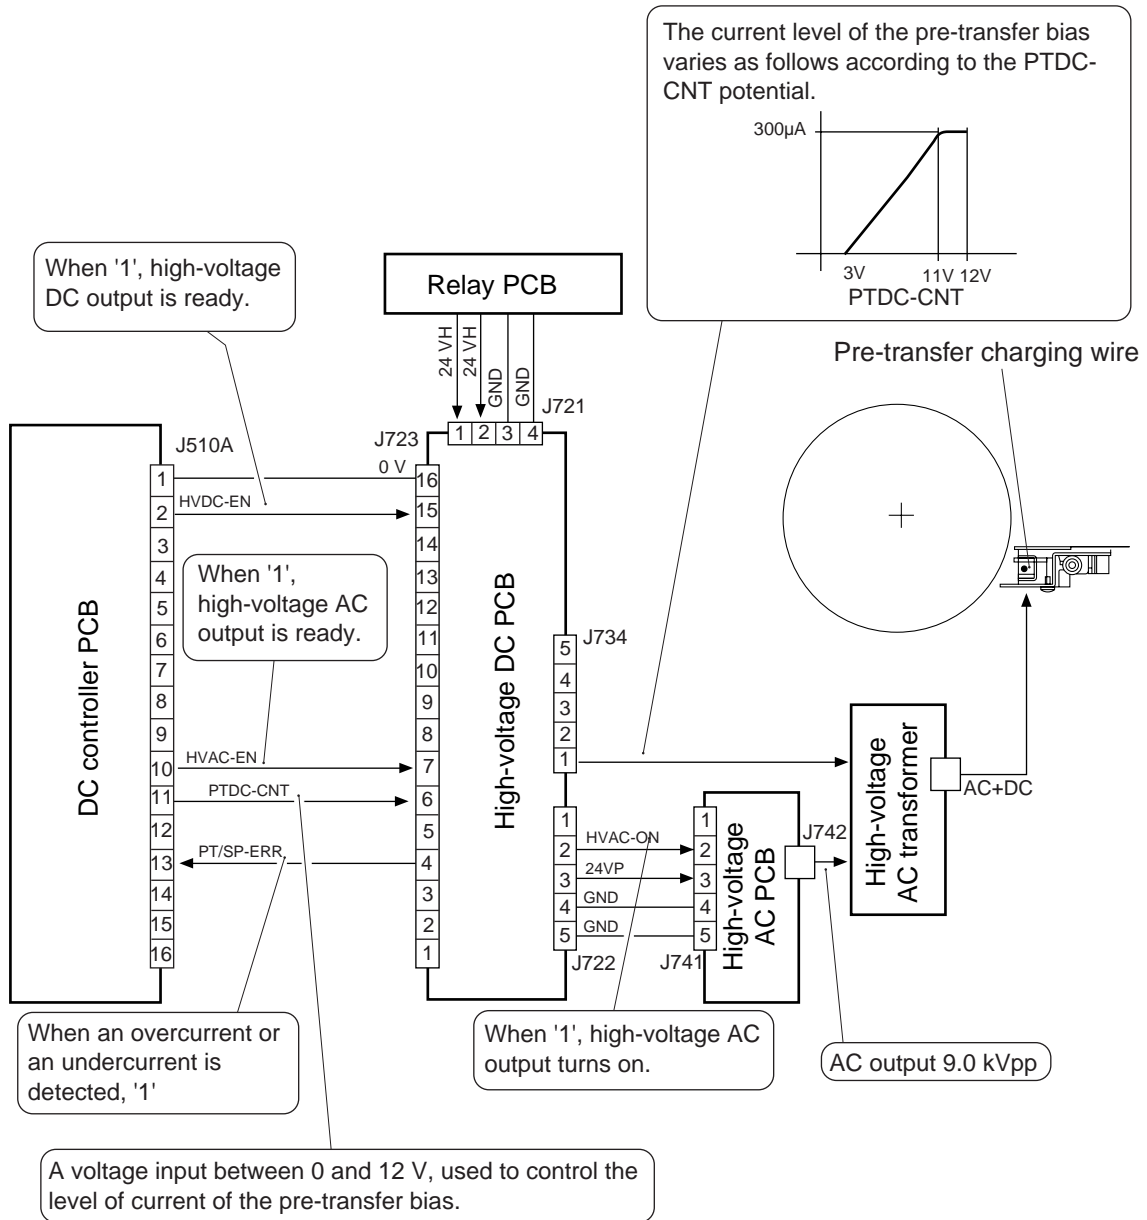 The current level of the pre-transfer bias
varies as follows according to the PTDC-
CNT potential.
300µA
3V
11V 12V
PTDC-CNT
When '1', high-voltage
DC output is ready.
Relay PCB
24 VH
24 VH
GND
GND
J721
1 2 3 4
Pre-transfer charging wire
J510A
J723
0 V
HVDC-EN
1
2
3
4
5
6
7
8
9
10
11
12
13
14
15
16
DC controller PCB
When '1',
high-voltage AC
output is ready.
HVAC-EN
PTDC-CNT
PT/SP-ERR
16
15
14
13
12
11
10
9
8
7
6
5
4
3
2
1
High-voltage DC PCB
J734
5
4
3
2
1
1
2
3
4
5
J722
HVAC-ON
24VP
GND
GND
1
2
3
4
5
J741
High-voltage
AC PCB
J742
High-voltage
AC transformer
AC+DC
When an overcurrent or
an undercurrent is
detected, '1'
When '1', high-voltage AC
output turns on.
AC output 9.0 kVpp
A voltage input between 0 and 12 V, used to control the
level of current of the pre-transfer bias.